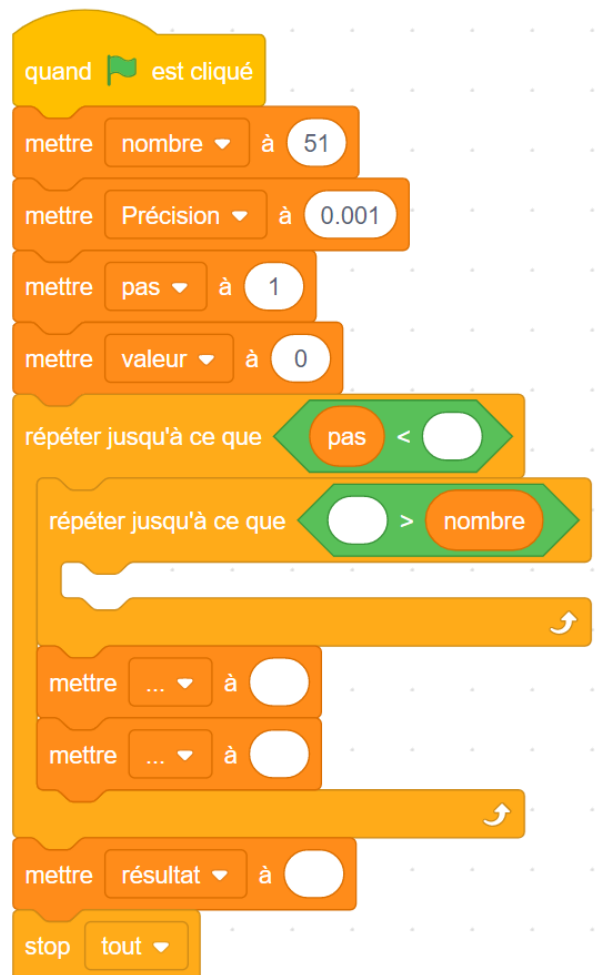 quand est cliqué
mettre nombre à 51
mettre Précision à 0.001
mettre pas à 1
mettre valeur à 0
répéter jusqu'à ce que pas <
répéter jusqu'à ce que > nombre
mettre ... à
mettre ... à
mettre résultat à
stop tout